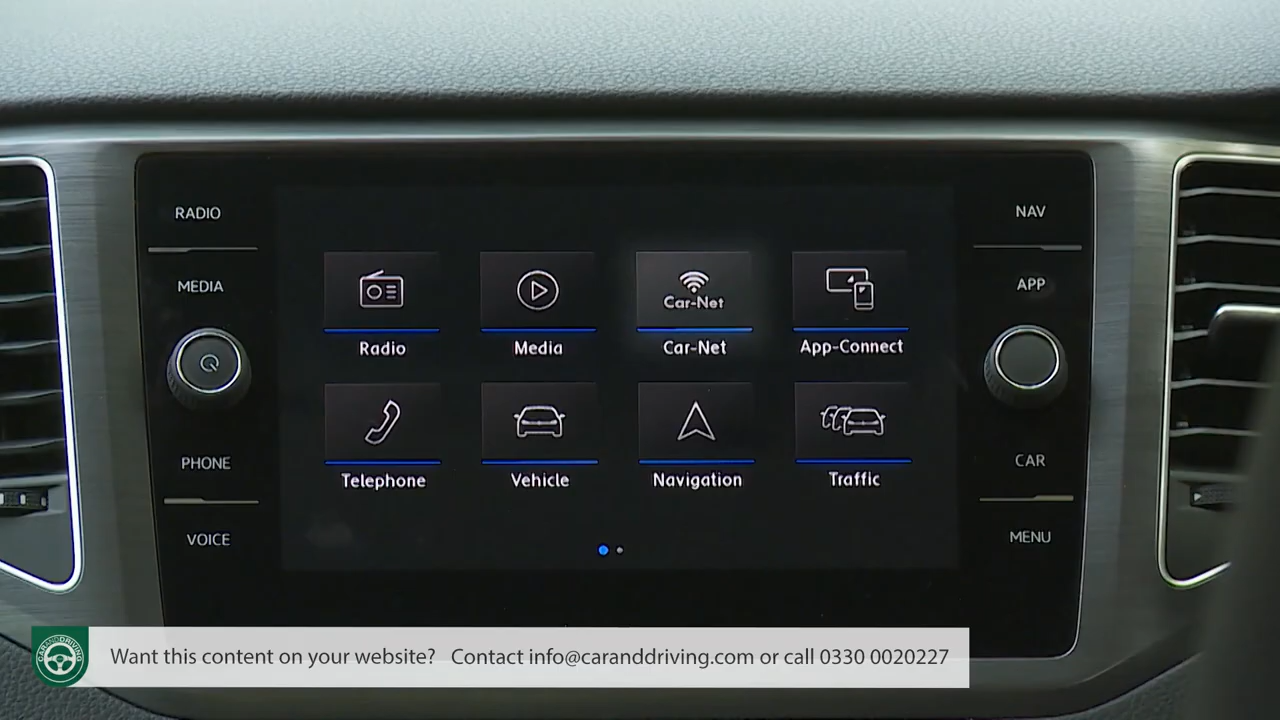 RADIO
NAV
MEDIA
APP
Car-Net
Radio
Media
Car-Net
App-Connect
PHONE
CAR
Telephone
Vehicle
Navigation
Traffic
VOICE
MENU
CARANDDRIVING
Want this content on your website? Contact info@caranddriving.com or call 0330 0020227